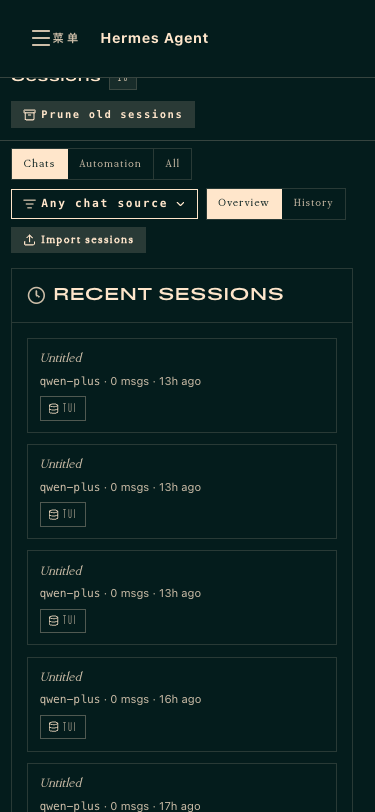 菜单 Hermes Agent
Sessions
Prune old sessions
Chats Automation All
Any chat source Overview History
Import sessions
RECENT SESSIONS
Untitled
qwen-plus · 0 msgs · 13h ago
TUI
Untitled
qwen-plus · 0 msgs · 13h ago
TUI
Untitled
qwen-plus · 0 msgs · 13h ago
TUI
Untitled
qwen-plus · 0 msgs · 16h ago
TUI
Untitled
qwen-plus · 0 msgs · 17h ago